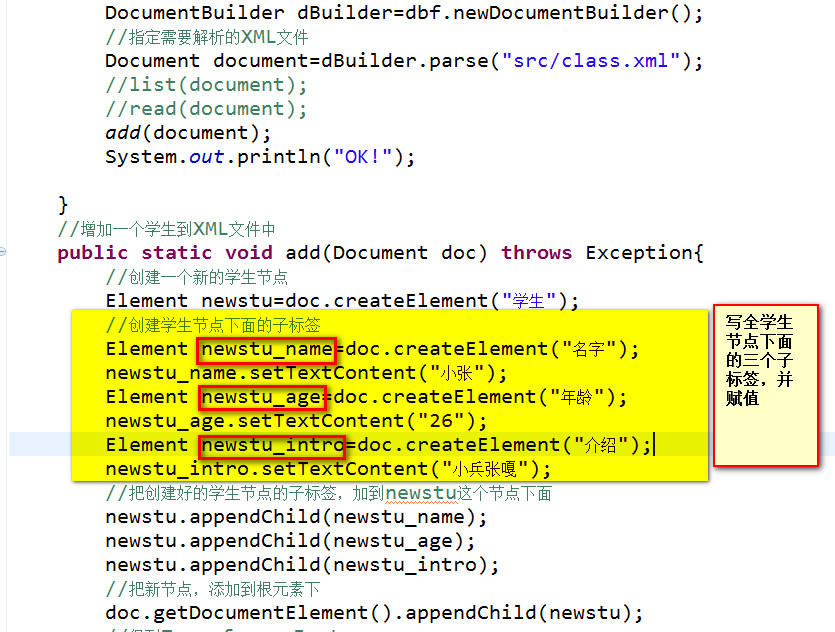 DocumentBuilder dBuilder=dbf.newDocumentBuilder();
//指定需要解析的XML文件
Document document=dBuilder.parse("src/class.xml");
//list(document);
//read(document);
add(document);
System.out.println("OK!");
}
//增加一个学生到XML文件中
public static void add(Document doc) throws Exception{
//创建一个新的学生节点
Element newstu=doc.createElement("学生");
//创建学生节点下面的子标签
Element newstu_name=doc.createElement("名字");
newstu_name.setTextContent("小张");
Element newstu_age=doc.createElement("年龄");
newstu_age.setTextContent("26");
Element newstu_intro=doc.createElement("介绍");
newstu_intro.setTextContent("小兵张嘎");
//把创建好的学生节点的子标签，加到newstu这个节点下面
newstu.appendChild(newstu_name);
newstu.appendChild(newstu_age);
newstu.appendChild(newstu_intro);
//把新节点，添加到根元素下
doc.getDocumentElement().appendChild(newstu);
写全学生
节点下面
的三个子
标签，并
赋值